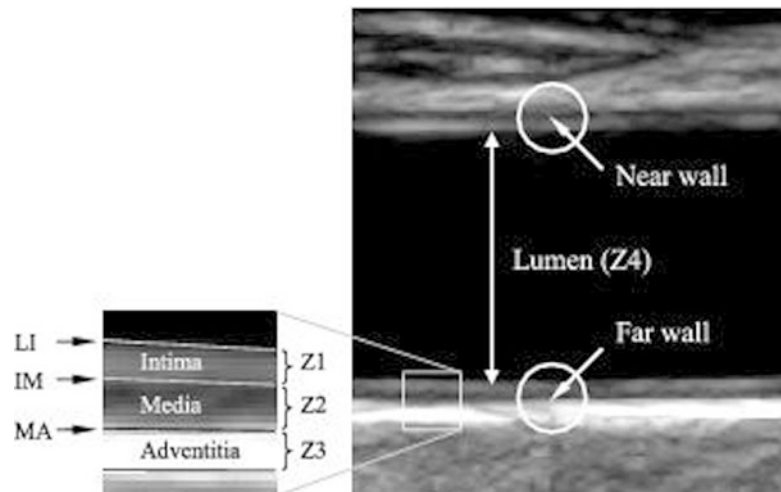 Near wall
Lumen (Z4)
Far wall
LI
Intima
Z1
IM
Media
Z2
MA
Adventitia
Z3